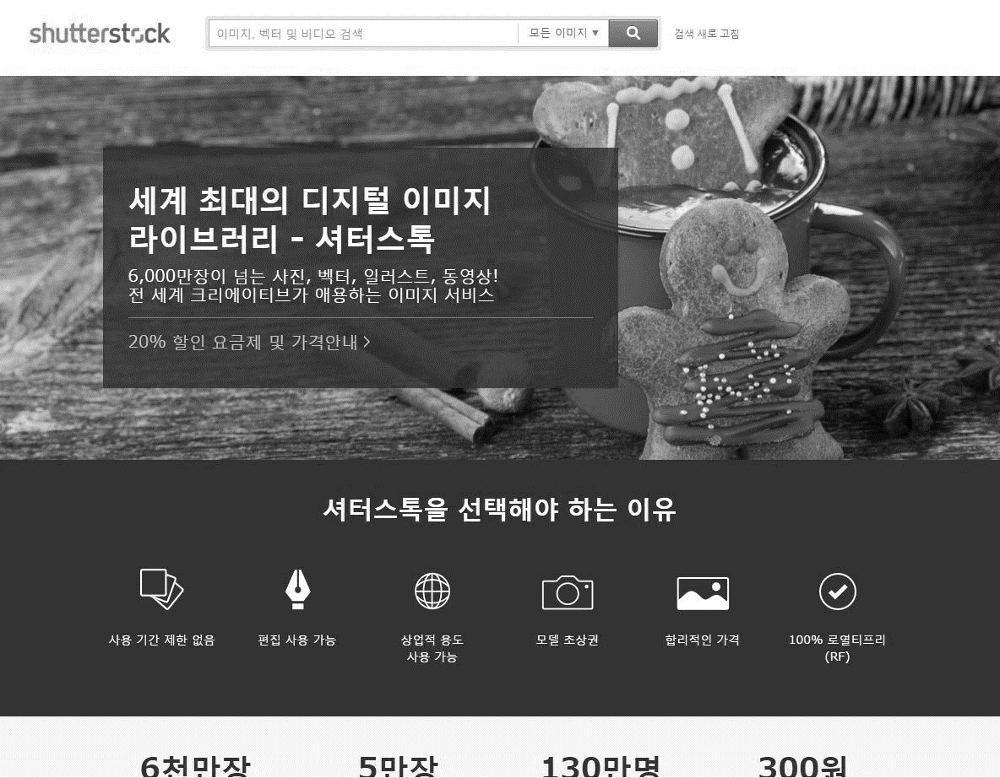 shutterstock
이미지, 벡터 및 비디오 검색
모든 이미지 ▼
검색 새로 고침
세계 최대의 디지털 이미지
라이브러리 – 셔터스톡
6,000만장이 넘는 사진, 벡터, 일러스트, 동영상!
전 세계 크리에이티브가 애용하는 이미지 서비스
20% 할인 요금제 및 가격안내 >
셔터스톡을 선택해야 하는 이유
사용 기간 제한 없음
편집 사용 가능
상업적 용도
사용 가능
모델 초상권
합리적인 가격
100% 로열티프리
(RF)
6천만장 5만장 130만명 300원